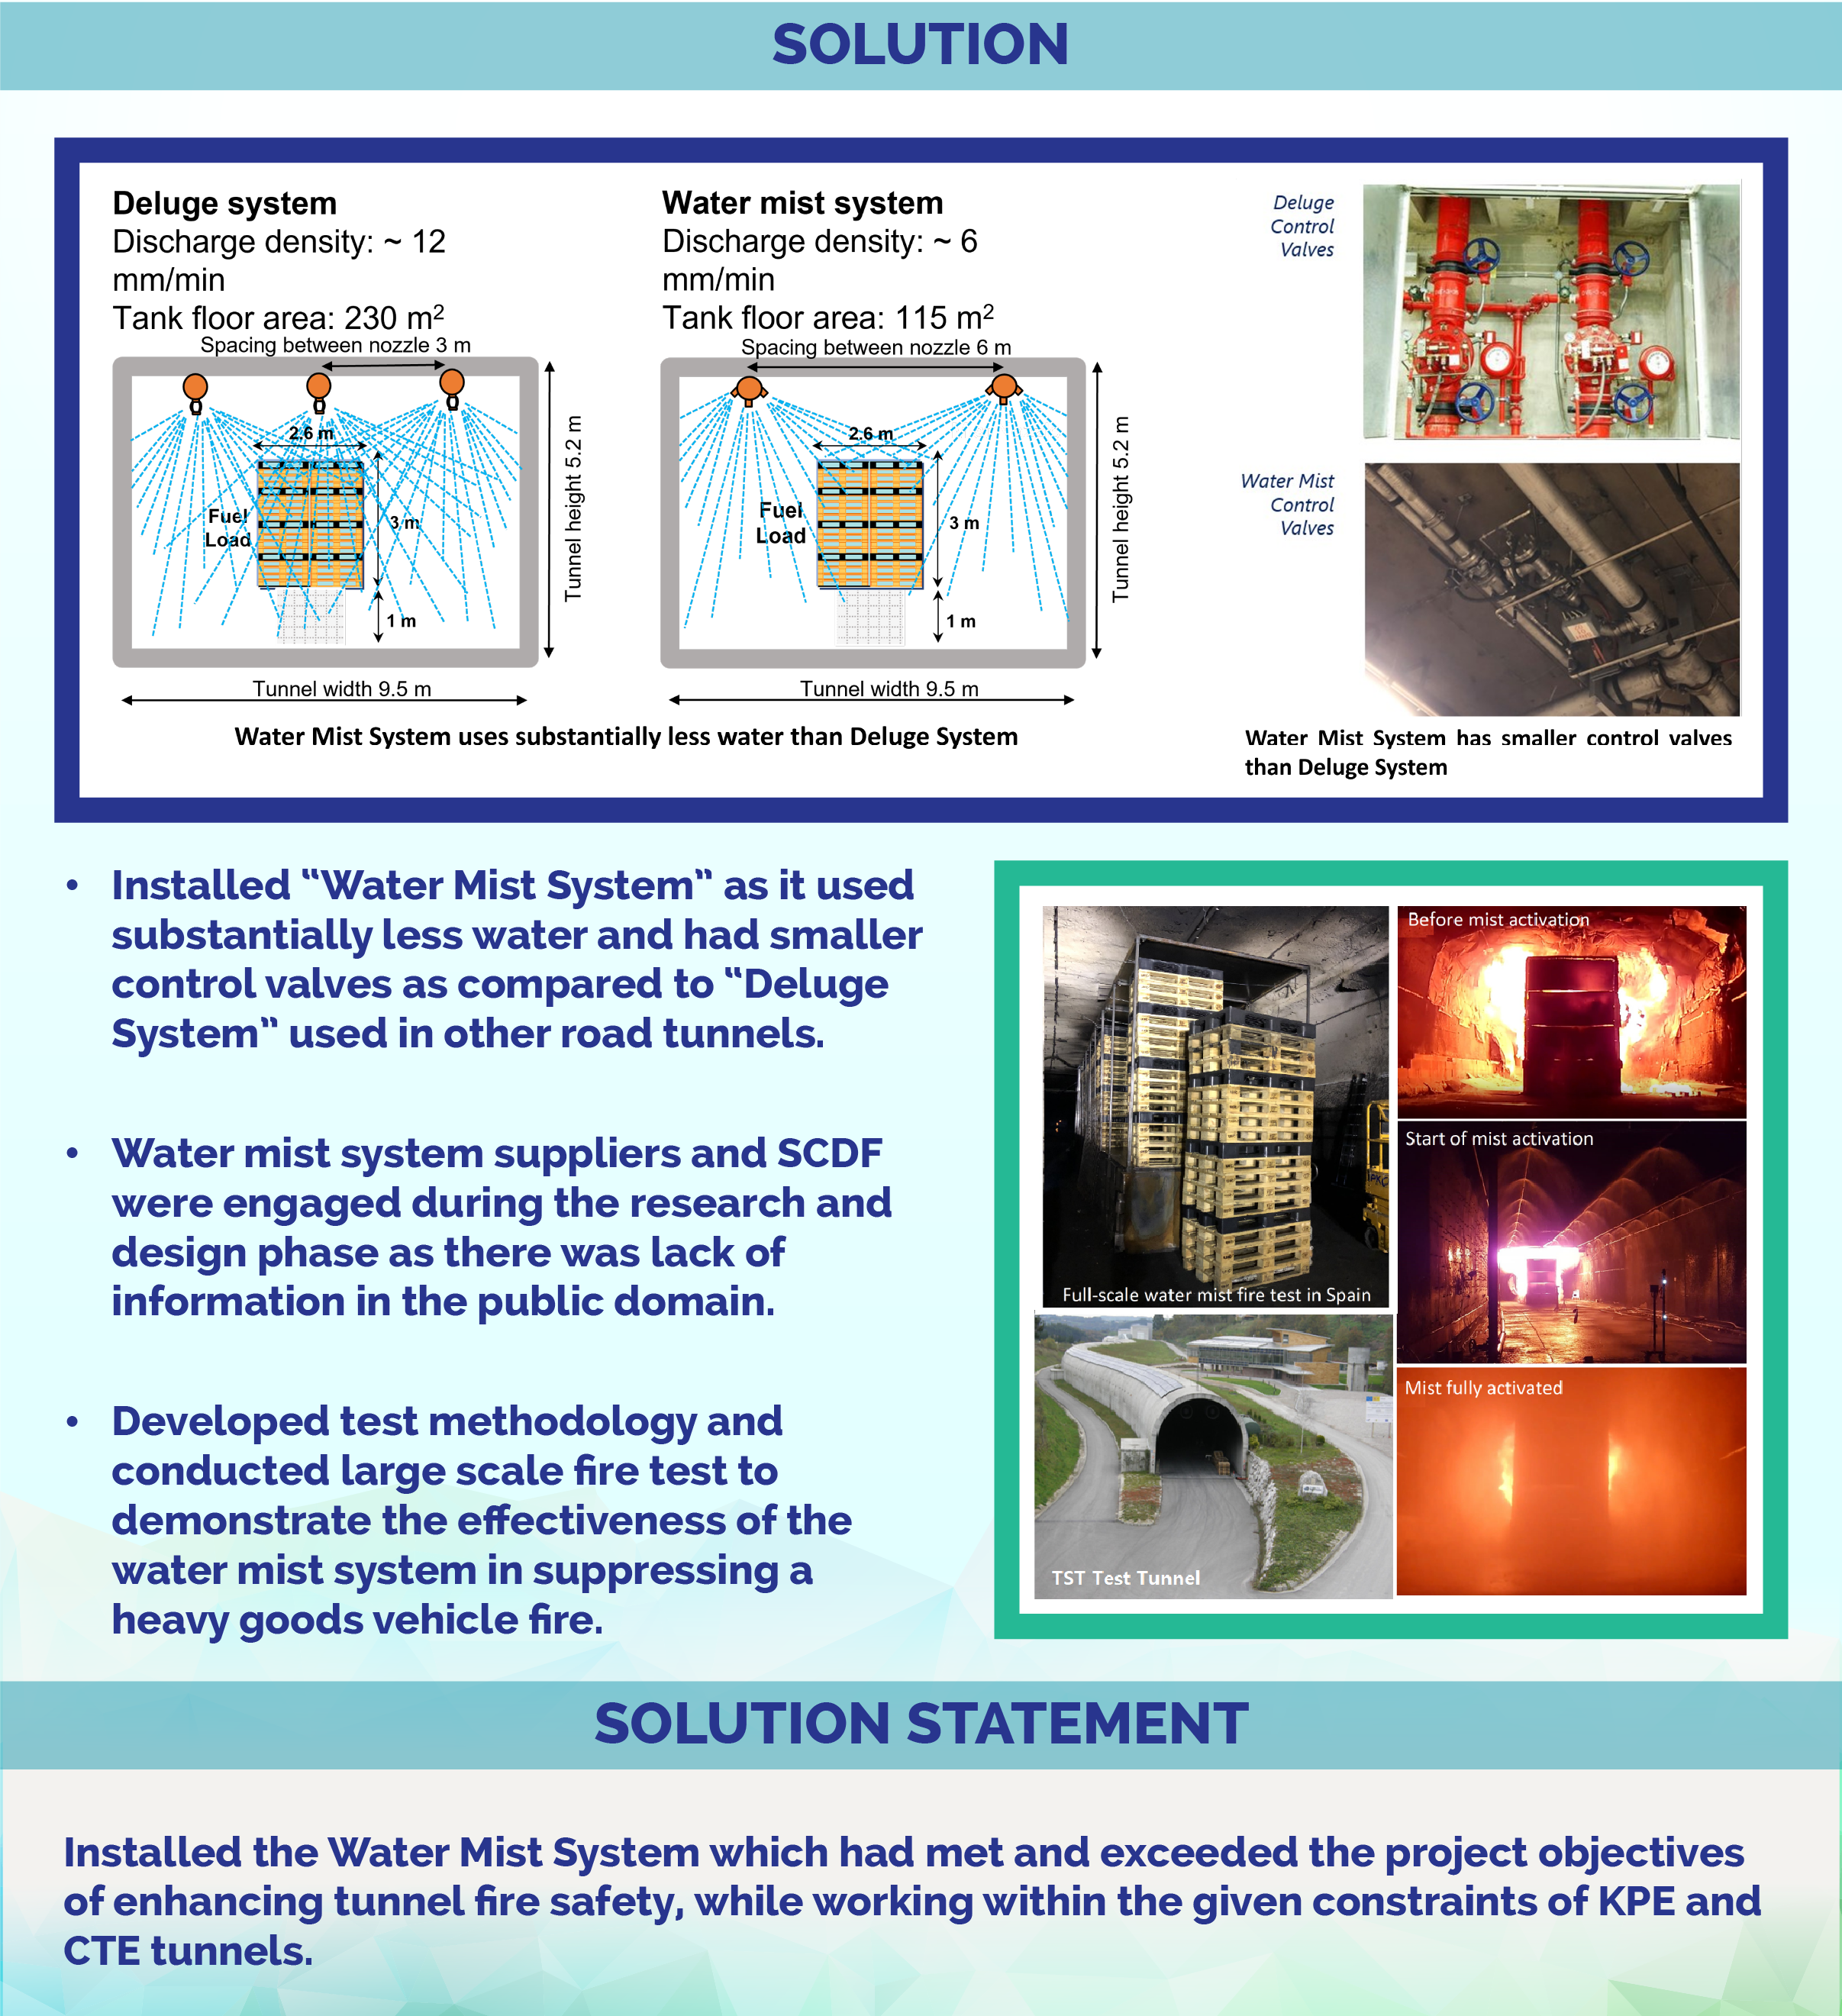 SOLUTION
Deluge system
Discharge density: ~ 12
mm/min
Tank floor area: 230 m²
Spacing between nozzle 3 m
2.6 m
Fuel
Load
3 m
1 m
Tunnel height 5.2 m
Tunnel width 9.5 m
Water mist system
Discharge density: ~ 6
mm/min
Tank floor area: 115 m²
Spacing between nozzle 6 m
2.6 m
Fuel
Load
3 m
1 m
Tunnel height 5.2 m
Tunnel width 9.5 m
Water Mist System uses substantially less water than Deluge System
Deluge
Control
Valves
Water Mist
Control
Valves
Water Mist System has smaller control valves
than Deluge System
• Installed “Water Mist System” as it used
substantially less water and had smaller
control valves as compared to “Deluge
System” used in other road tunnels.
• Water mist system suppliers and SCDF
were engaged during the research and
design phase as there was lack of
information in the public domain.
• Developed test methodology and
conducted large scale fire test to
demonstrate the effectiveness of the
water mist system in suppressing a
heavy goods vehicle fire.
Full-scale water mist fire test in Spain
TST Test Tunnel
Before mist activation
Start of mist activation
Mist fully activated
SOLUTION STATEMENT
Installed the Water Mist System which had met and exceeded the project objectives
of enhancing tunnel fire safety, while working within the given constraints of KPE and
CTE tunnels.